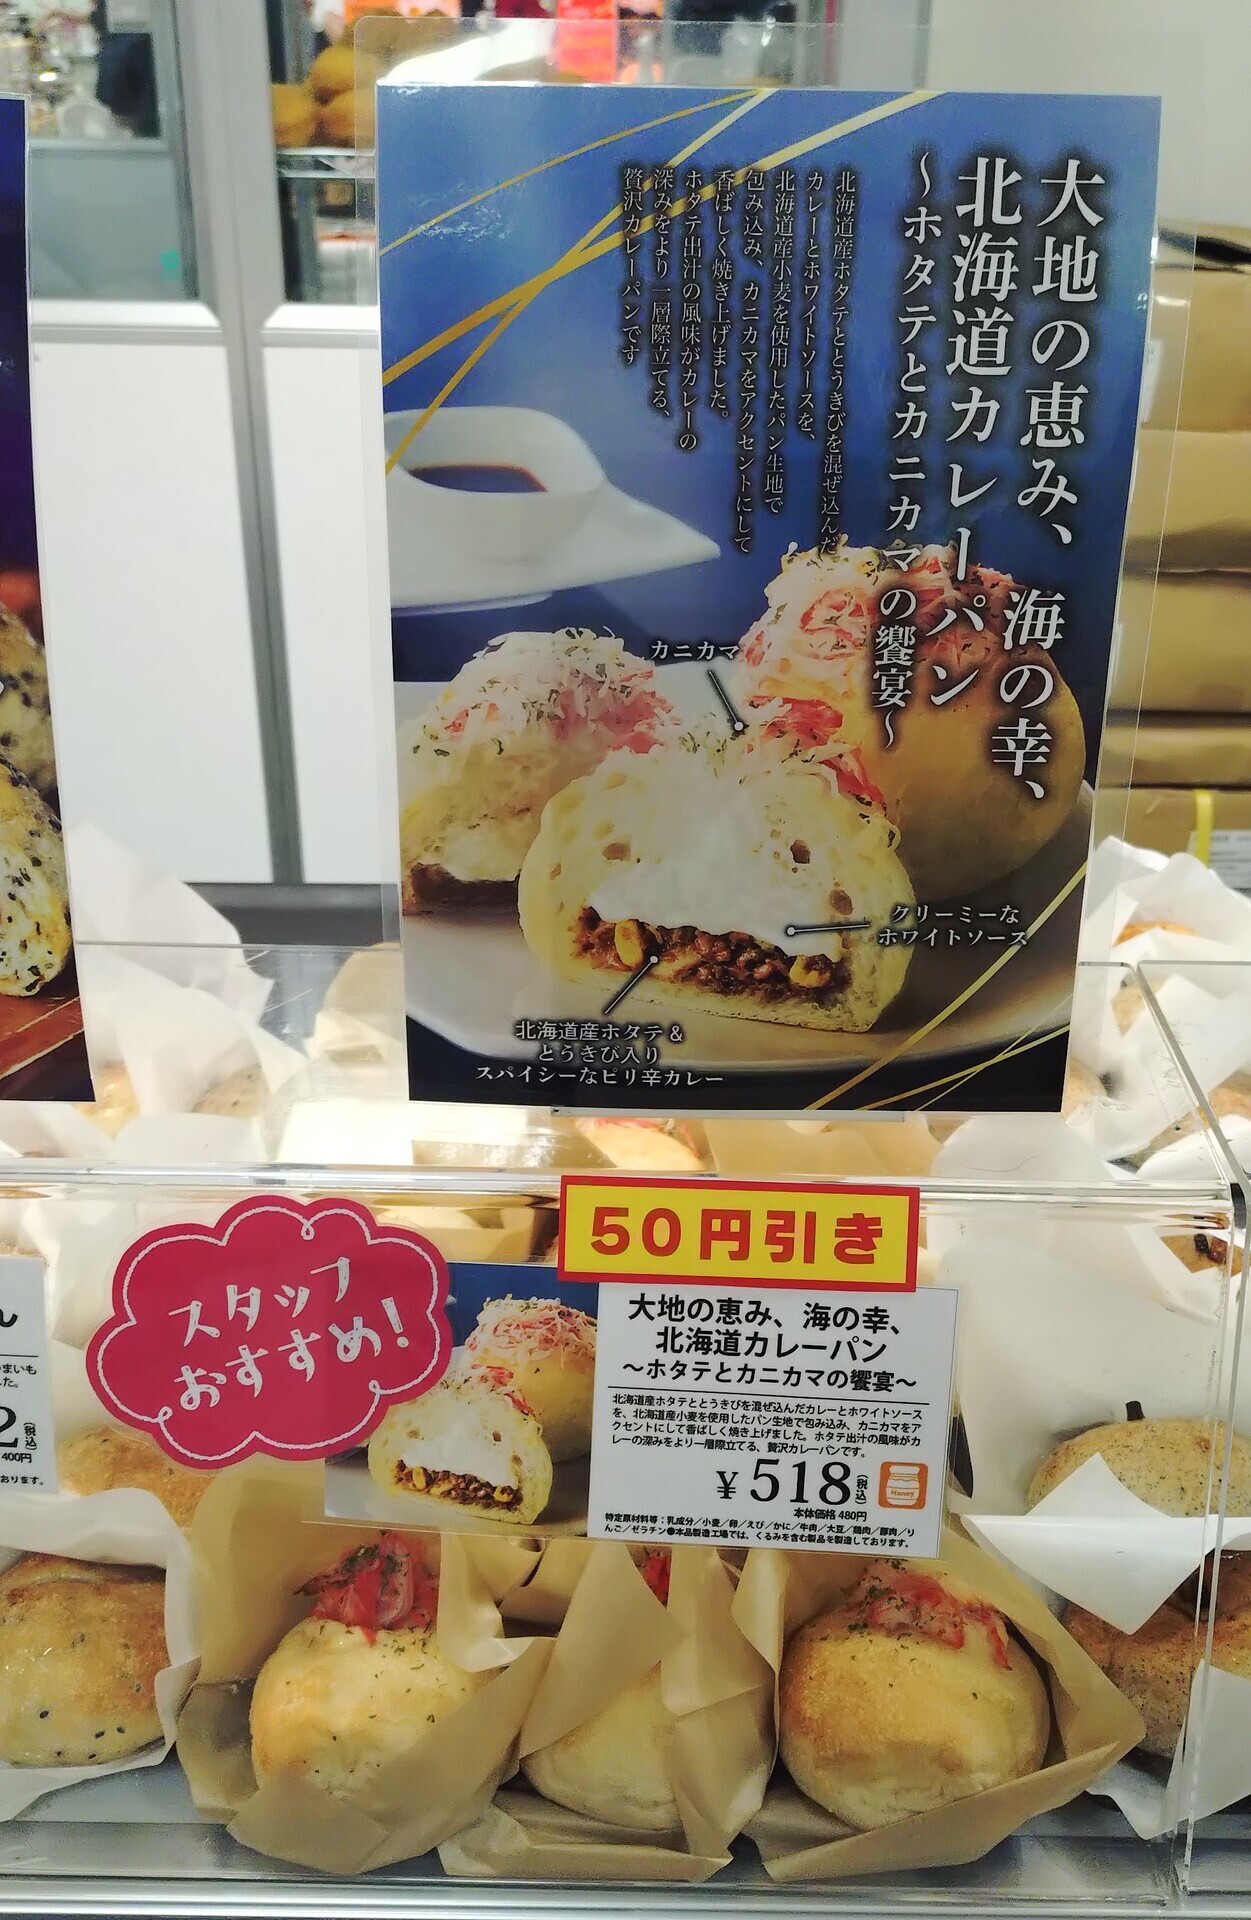 大地の恵み、海の幸、
北海道カレーパン
～ホタテとカニカマの饗宴～
北海道産ホタテととうきびを混ぜ込んだ
カレーとホワイトソースを、
北海道産小麦を使用したパン生地で
包み込み、カニカマをアクセントにして
香ばしく焼き上げました。
ホタテ出汁の風味がカレーの
深みをより一層際立てる、
贅沢カレーパンです
カニカマ
クリーミーな
ホワイトソース
北海道産ホタテ＆
とうきび入り
スパイシーなピリ辛カレー
50円引き
スタッフ
おすすめ！
大地の恵み、海の幸、
北海道カレーパン
～ホタテとカニカマの饗宴～
北海道産ホタテととうきびを混ぜ込んだカレーとホワイトソース
を、北海道産小麦を使用したパン生地で包み込み、カニカマをア
クセントにして香ばしく焼き上げました。ホタテ出汁の風味がカ
レーの深みをより一層際立てる、贅沢カレーパンです。
￥518(税込)
本体価格 480円
Honey
特定原材料等：乳成分／小麦／卵／えび／かに／牛肉／大豆／鶏肉／豚肉／り
んご／ゼラチン●本品製造工場では、くるみを含む製品を製造しております。
ん
まいも
た。
2(税込)
400円
おります。